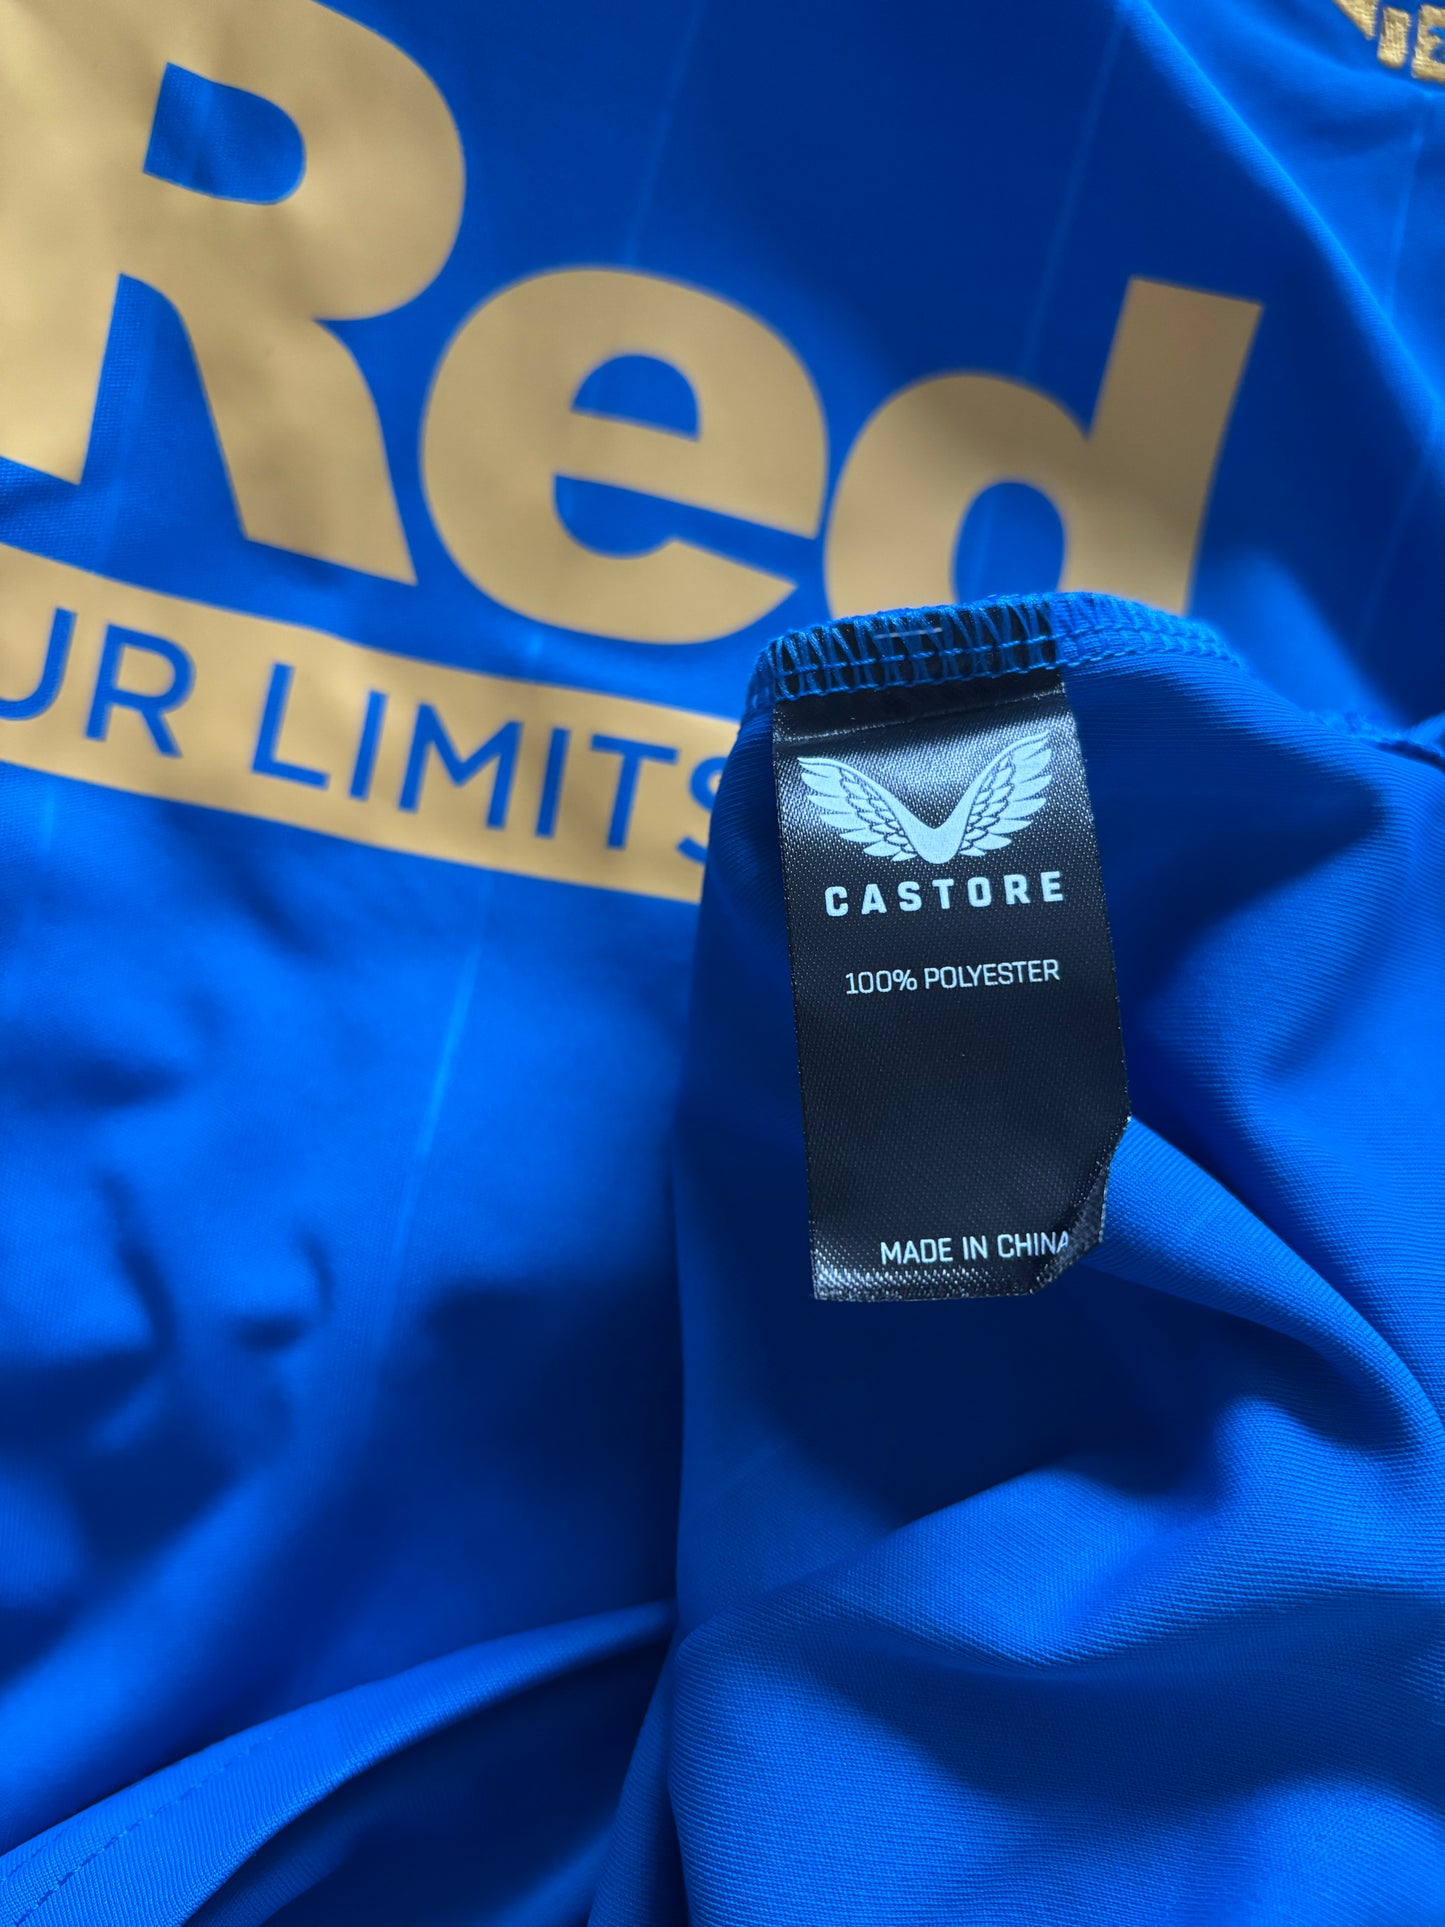 Red
UR LIMITS
CASTORE
100% POLYESTER
MADE IN CHINA